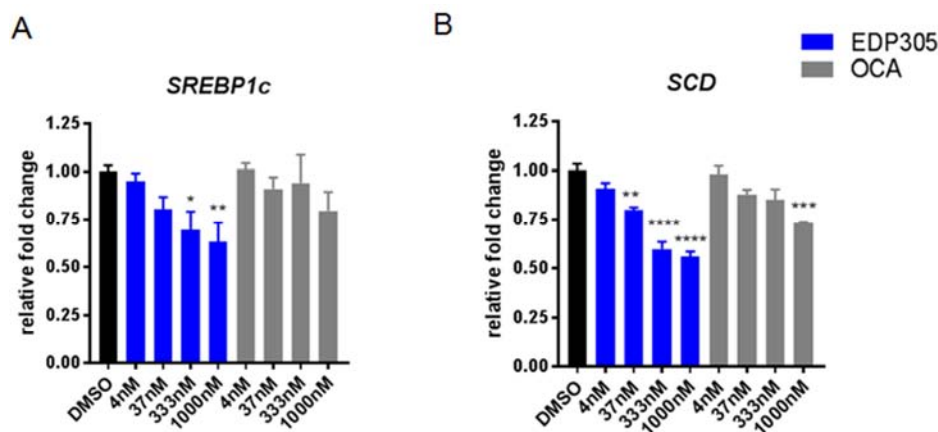 A
SREBP1c
relative fold change
1.25
1.00
0.75
0.50
0.25
0.00
*
**
DMSO
4nM
37nM
333nM
1000nM
4nM
37nM
333nM
1000nM
B
EDP305
OCA
SCD
relative fold change
1.25
1.00
0.75
0.50
0.25
0.00
**
****
****
***
DMSO
4nM
37nM
333nM
1000nM
4nM
37nM
333nM
1000nM